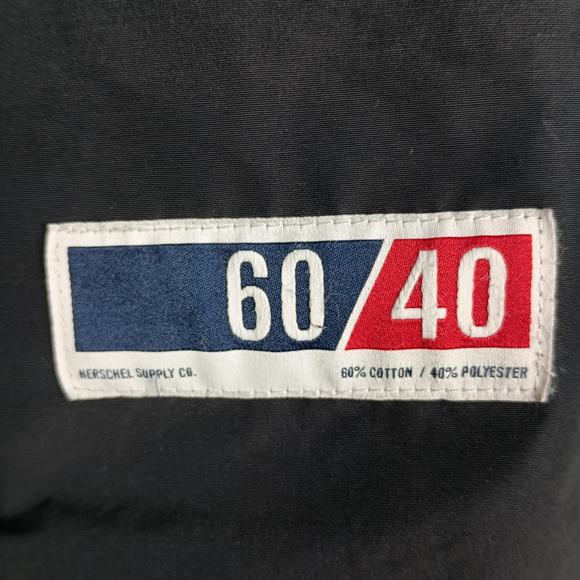 60/40
HERSCHEL SUPPLY CO. 60% COTTON / 40% POLYESTER